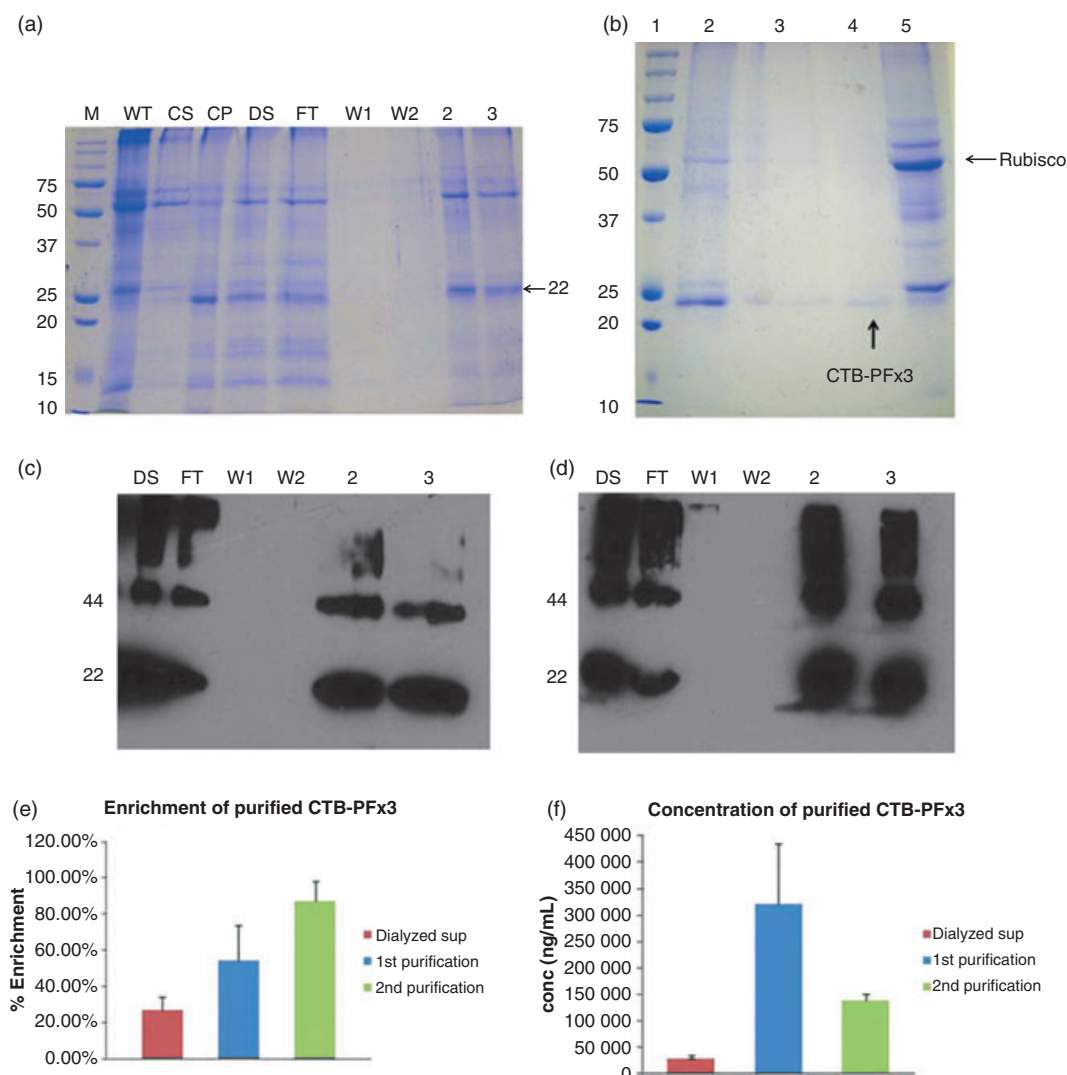 (a)
M WT CS CP DS FT W1 W2 2 3
75
50
37
25
20
15
10
22
(b)
1 2 3 4 5
75
50
37
25
20
10
Rubisco
CTB-PFx3
(c)
DS FT W1 W2 2 3
44
22
(d)
DS FT W1 W2 2 3
44
22
(e)
Enrichment of purified CTB-PFx3
% Enrichment
120.00%
100.00%
80.00%
60.00%
40.00%
20.00%
0.00%
Dialyzed sup
1st purification
2nd purification
(f)
Concentration of purified CTB-PFx3
conc (ng/mL)
450 000
400 000
350 000
300 000
250 000
200 000
150 000
100 000
50 000
0
Dialyzed sup
1st purification
2nd purification